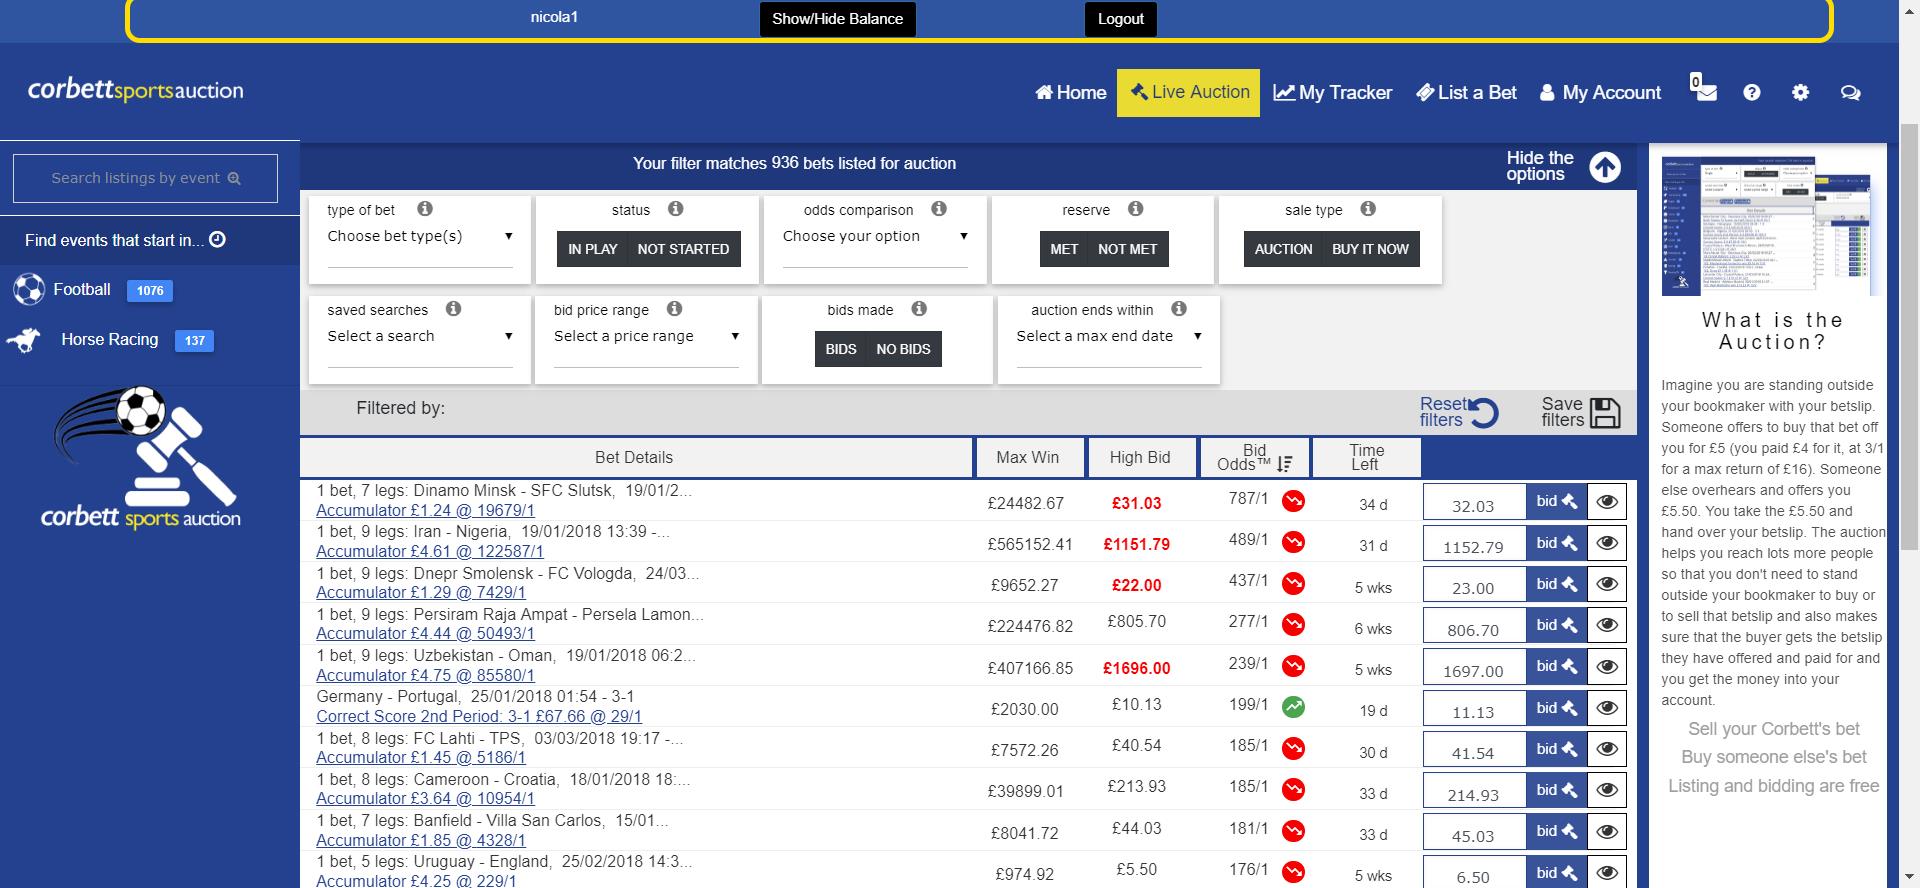 nicola1
Show/Hide Balance
Logout
corbettsportsauction
Home
Live Auction
My Tracker
List a Bet
My Account
0
Search listings by event
Find events that start in...
Football 1076
Horse Racing 137
corbett sports auction
Your filter matches 936 bets listed for auction
Hide the
options
type of bet
Choose bet type(s)
status
IN PLAY NOT STARTED
odds comparison
Choose your option
reserve
MET NOT MET
sale type
AUCTION BUY IT NOW
saved searches
Select a search
bid price range
Select a price range
bids made
BIDS NO BIDS
auction ends within
Select a max end date
Filtered by:
Reset
filters
Save
filters
Bet Details
Max Win
High Bid
Bid
Odds™
Time
Left
1 bet, 7 legs: Dinamo Minsk - SFC Slutsk, 19/01/2...
Accumulator £1.24 @ 19679/1
£24482.67 £31.03 787/1 34 d 32.03 bid
1 bet, 9 legs: Iran - Nigeria, 19/01/2018 13:39 -...
Accumulator £4.61 @ 122587/1
£565152.41 £1151.79 489/1 31 d 1152.79 bid
1 bet, 9 legs: Dnepr Smolensk - FC Vologda, 24/03...
Accumulator £1.29 @ 7429/1
£9652.27 £22.00 437/1 5 wks 23.00 bid
1 bet, 9 legs: Persiram Raja Ampat - Persela Lamon...
Accumulator £4.44 @ 50493/1
£224476.82 £805.70 277/1 6 wks 806.70 bid
1 bet, 9 legs: Uzbekistan - Oman, 19/01/2018 06:2...
Accumulator £4.75 @ 85580/1
£407166.85 £1696.00 239/1 5 wks 1697.00 bid
Germany - Portugal, 25/01/2018 01:54 - 3-1
Correct Score 2nd Period: 3-1 £67.66 @ 29/1
£2030.00 £10.13 199/1 19 d 11.13 bid
1 bet, 8 legs: FC Lahti - TPS, 03/03/2018 19:17 -...
Accumulator £1.45 @ 5186/1
£7572.26 £40.54 185/1 30 d 41.54 bid
1 bet, 8 legs: Cameroon - Croatia, 18/01/2018 18:...
Accumulator £3.64 @ 10954/1
£39899.01 £213.93 185/1 33 d 214.93 bid
1 bet, 7 legs: Banfield - Villa San Carlos, 15/01...
Accumulator £1.85 @ 4328/1
£8041.72 £44.03 181/1 33 d 45.03 bid
1 bet, 5 legs: Uruguay - England, 25/02/2018 14:3...
Accumulator £4.25 @ 229/1
£974.92 £5.50 176/1 5 wks 6.50 bid
What is the
Auction?
Imagine you are standing outside
your bookmaker with your betslip.
Someone offers to buy that bet off
you for £5 (you paid £4 for it, at 3/1
for a max return of £16). Someone
else overhears and offers you
£5.50. You take the £5.50 and
hand over your betslip. The auction
helps you reach lots more people
so that you don't need to stand
outside your bookmaker to buy or
to sell that betslip and also makes
sure that the buyer gets the betslip
they have offered and paid for and
you get the money into your
account.
Sell your Corbett's bet
Buy someone else's bet
Listing and bidding are free